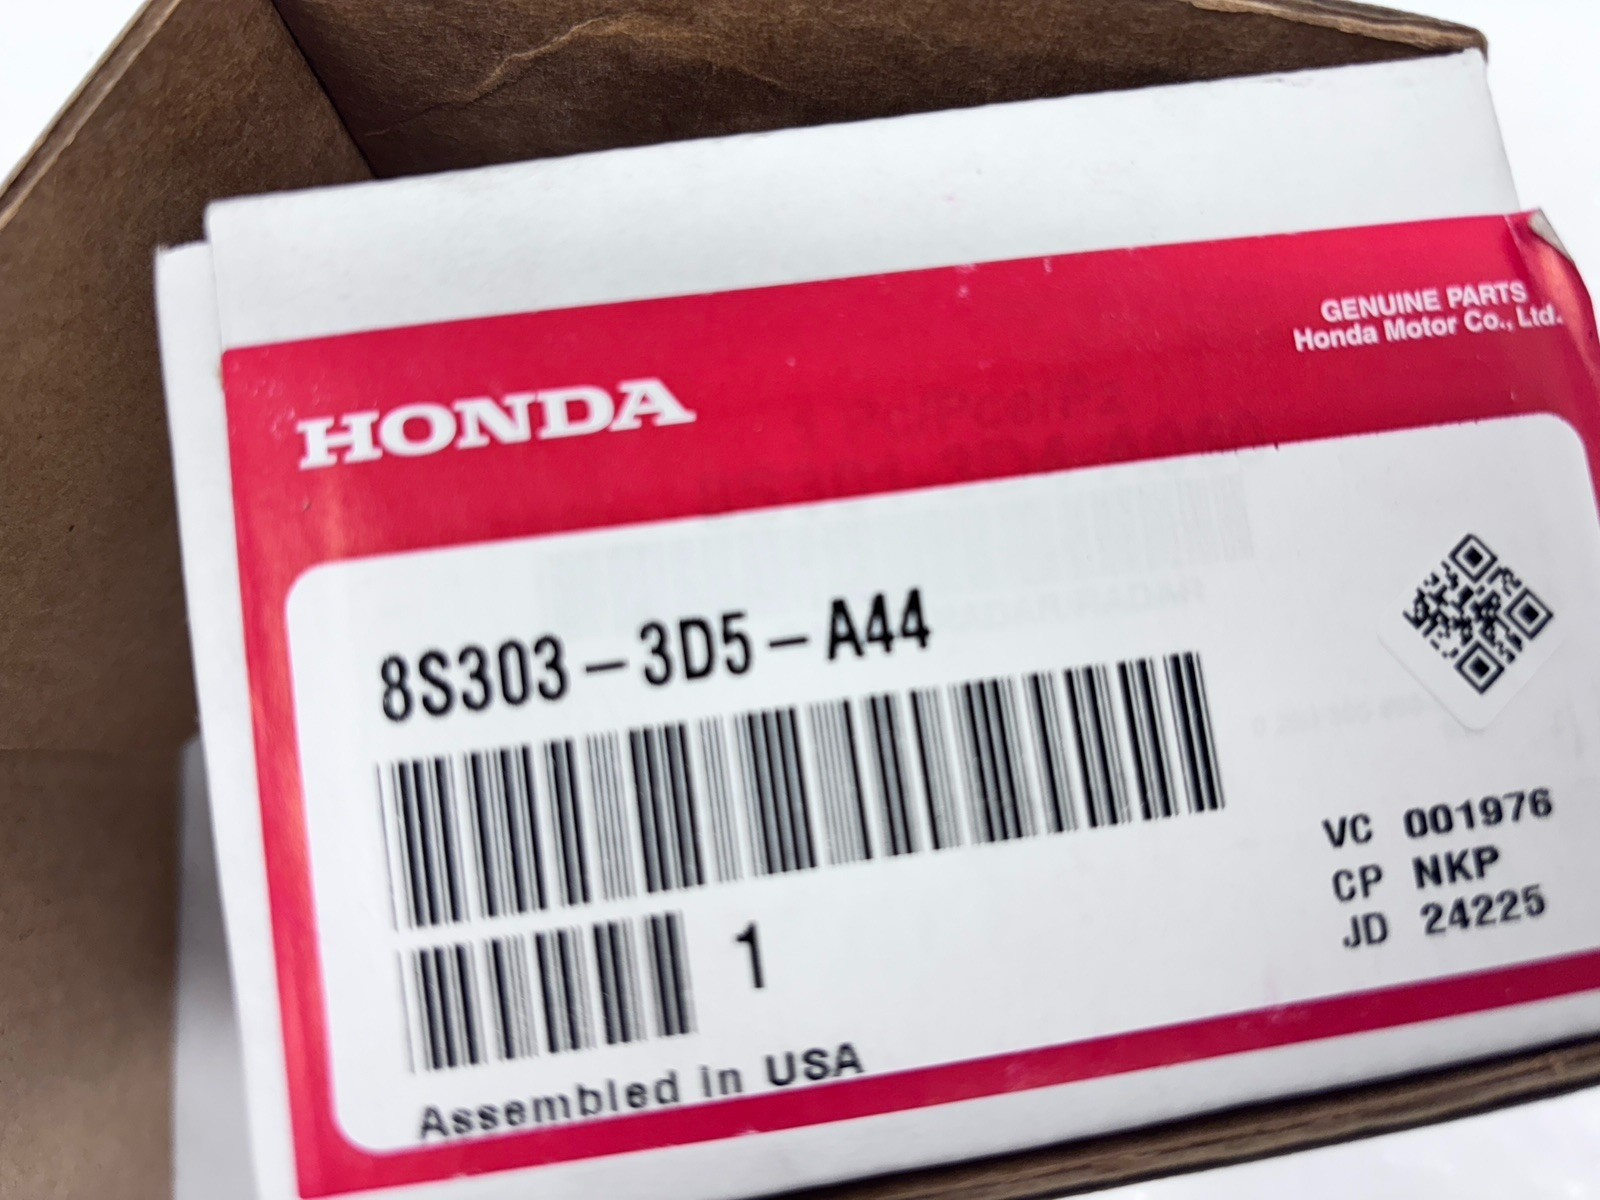 GENUINE PARTS
Honda Motor Co., Ltd.
HONDA
8S303-3D5-A44
1
VC 001976
CP NKP
JD 24225
Assembled in USA